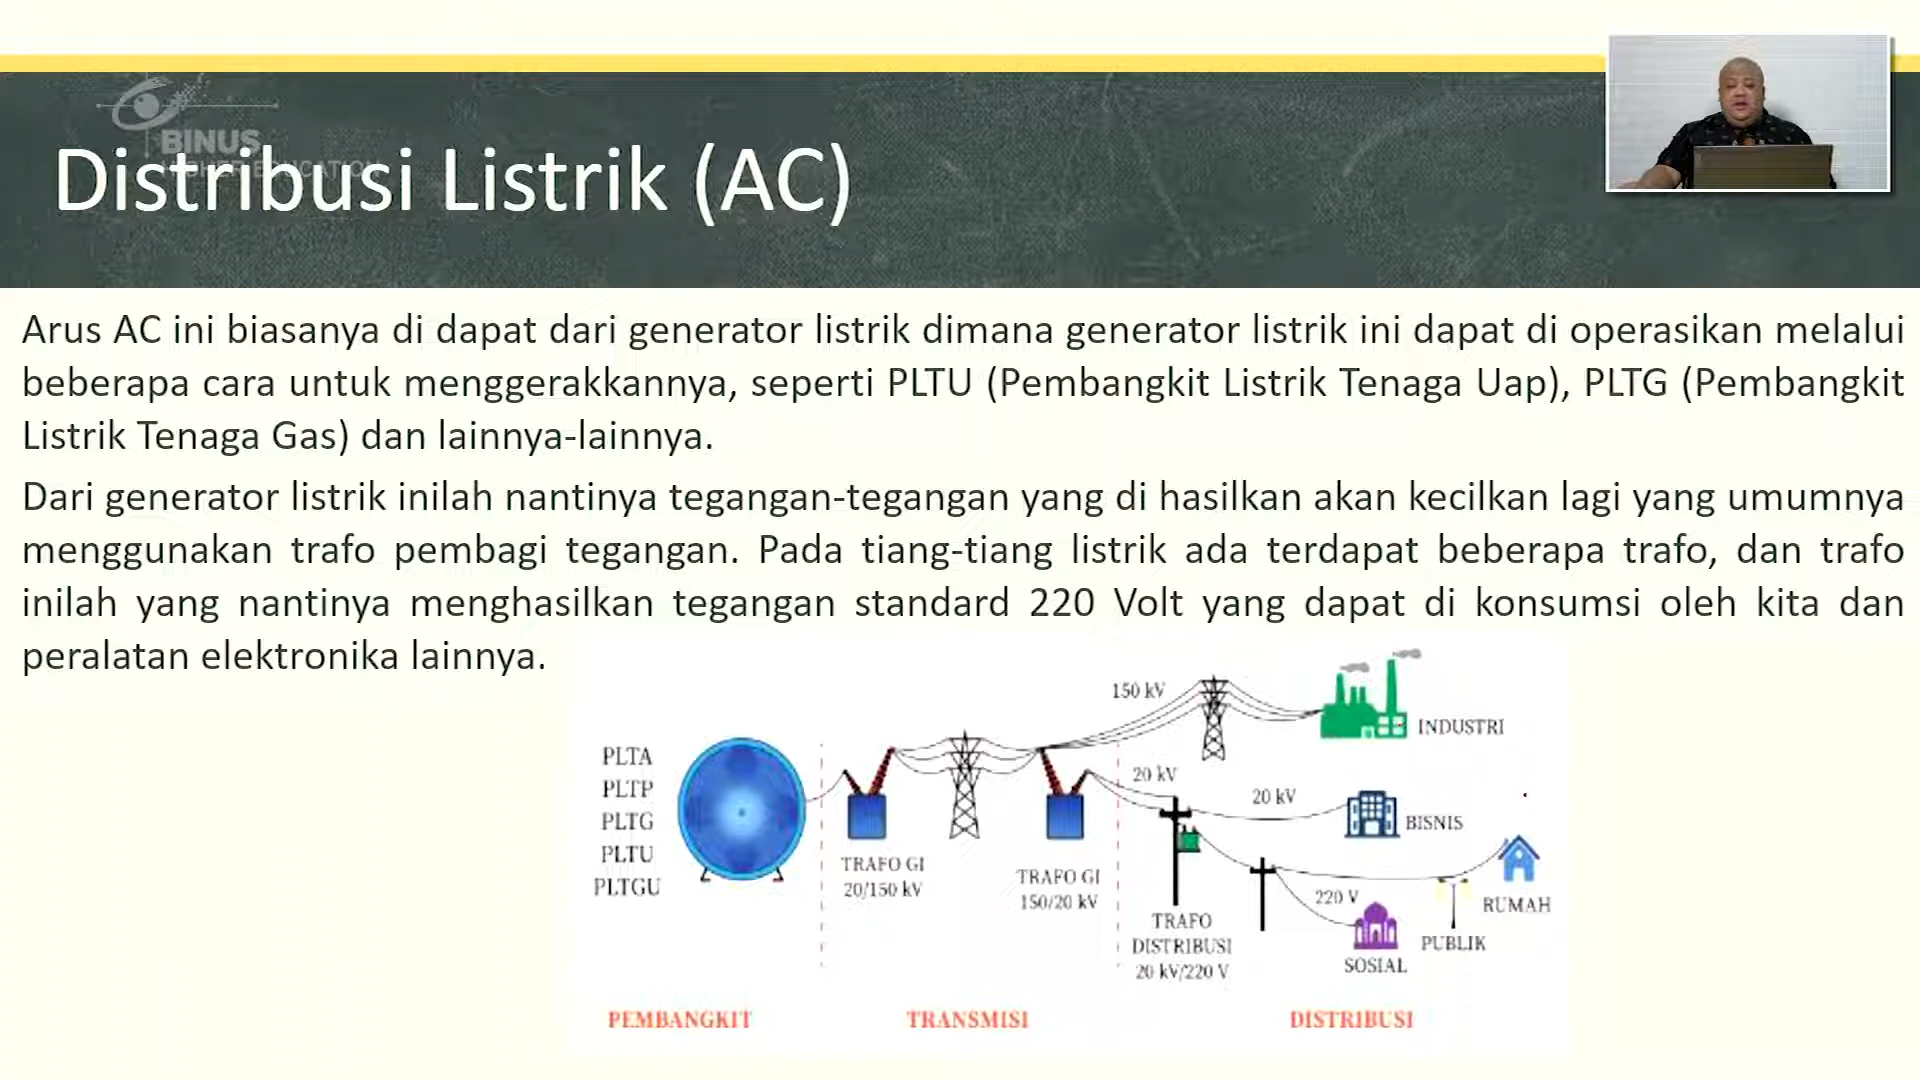 BINUS
HIGHER EDUCATION
Distribusi Listrik (AC)
Arus AC ini biasanya di dapat dari generator listrik dimana generator listrik ini dapat di operasikan melalui
beberapa cara untuk menggerakkannya, seperti PLTU (Pembangkit Listrik Tenaga Uap), PLTG (Pembangkit
Listrik Tenaga Gas) dan lainnya-lainnya.
Dari generator listrik inilah nantinya tegangan-tegangan yang di hasilkan akan kecilkan lagi yang umumnya
menggunakan trafo pembagi tegangan. Pada tiang-tiang listrik ada terdapat beberapa trafo, dan trafo
inilah yang nantinya menghasilkan tegangan standard 220 Volt yang dapat di konsumsi oleh kita dan
peralatan elektronika lainnya.
PLTA
PLTP
PLTG
PLTU
PLTGU
TRAFO GI
20/150 kV
TRAFO GI
150/20 kV
150 kV
INDUSTRI
20 kV
20 kV
BISNIS
TRAFO
DISTRIBUSI
20 kV/220 V
220 V
SOSIAL
PUBLIK
RUMAH
PEMBANGKIT
TRANSMISI
DISTRIBUSI